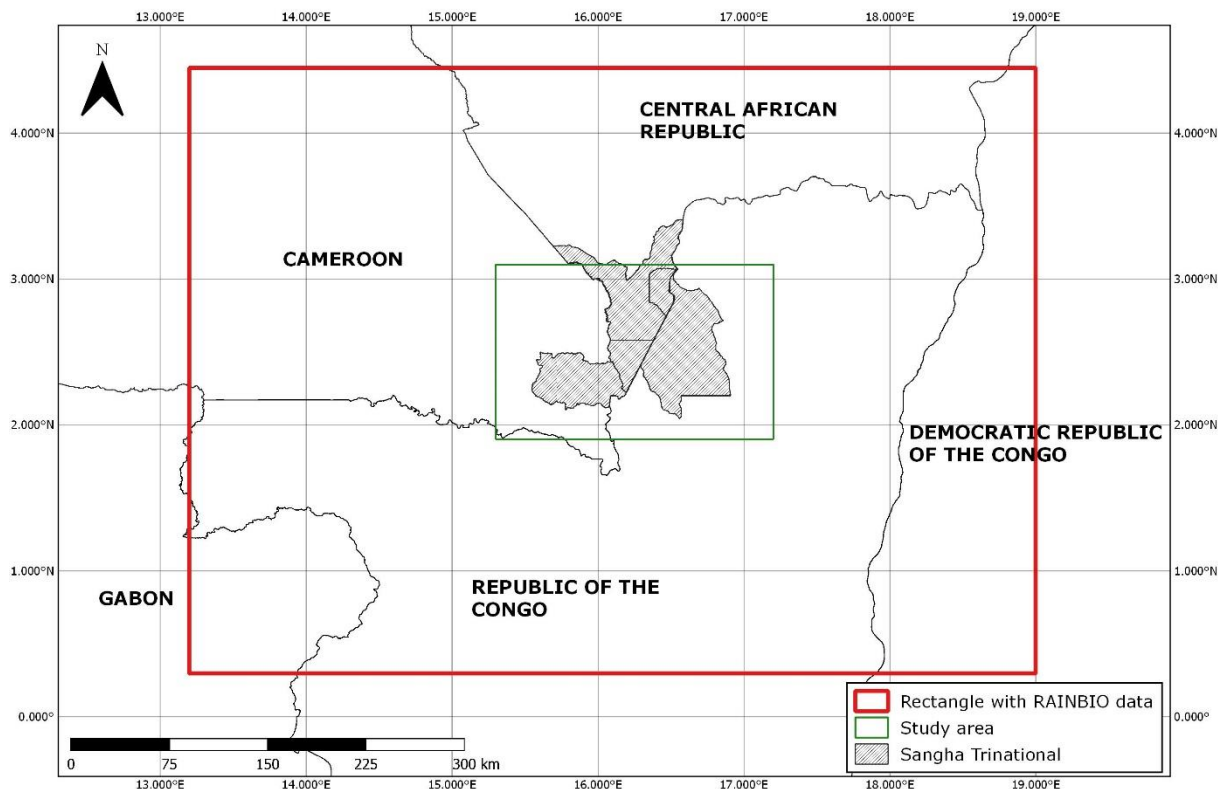 13.000°E 14.000°E 15.000°E 16.000°E 17.000°E 18.000°E 19.000°E
N
CENTRAL AFRICAN
REPUBLIC
4.000°N 4.000°N
CAMEROON
3.000°N 3.000°N
2.000°N 2.000°N
DEMOCRATIC REPUBLIC
OF THE CONGO
1.000°N 1.000°N
GABON
REPUBLIC OF THE
CONGO
0.000° 0.000°
Rectangle with RAINBIO data
Study area
Sangha Trinational
0 75 150 225 300 km
13.000°E 14.000°E 15.000°E 16.000°E 17.000°E 18.000°E 19.000°E